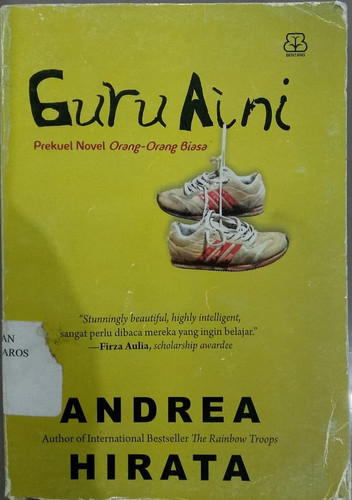 BENTANG
Guru Aini
Prekuel Novel Orang-Orang Biasa
“Stunningly beautiful, highly intelligent,
sangat perlu dibaca mereka yang ingin belajar.”
—Firza Aulia, scholarship awardee
AN
AROS
ANDREA
Author of International Bestseller The Rainbow Troops
HIRATA